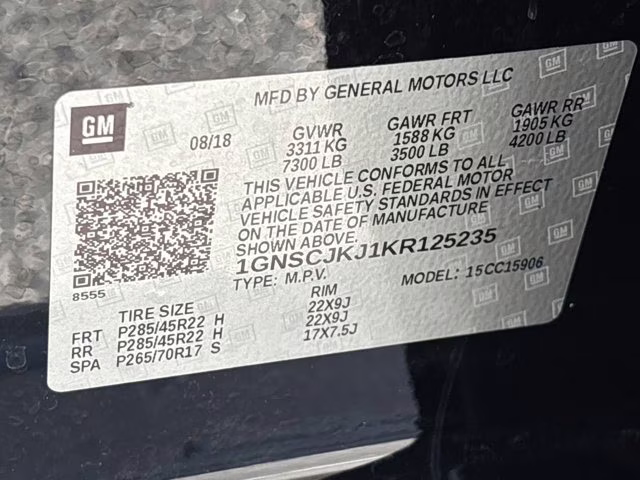 MFD BY GENERAL MOTORS LLC
GM
08/18
GVWR
3311 KG
7300 LB
GAWR FRT
1588 KG
3500 LB
GAWR RR
1905 KG
4200 LB
THIS VEHICLE CONFORMS TO ALL
APPLICABLE U.S. FEDERAL MOTOR
VEHICLE SAFETY STANDARDS IN EFFECT
ON THE DATE OF MANUFACTURE
SHOWN ABOVE.
1GNSCJKJ1KR125235
8555
TYPE: M.P.V.
MODEL: 15CC15906
TIRE SIZE RIM
FRT P285/45R22 H 22X9J
RR P285/45R22 H 22X9J
SPA P265/70R17 S 17X7.5J